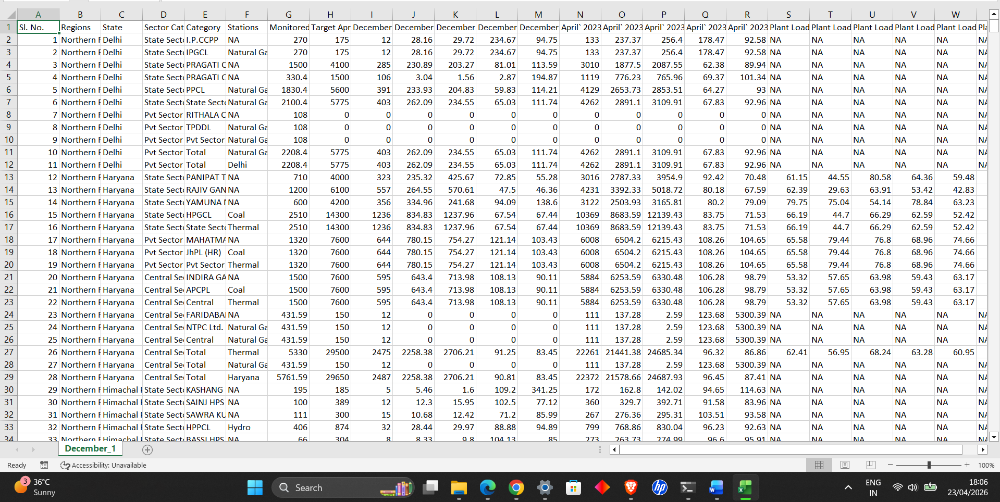 A B C D E F G H I J K L M N O P Q R S T U V W
1 Sl. No. Regions State Sector Cat Category Stations Monitored Target Apr December December December December December April` 2023 April` 2023 April` 2023 April` 2023 April` 2023 Plant Load Plant Load Plant Load Plant Load Plant Load Pla
2 1 Northern F Delhi State Secto I.P.CCPP NA 270 175 12 28.16 29.72 234.67 94.75 133 237.37 256.4 178.47 92.58 NA NA NA NA NA NA
3 2 Northern F Delhi State Secto IPGCL Natural Ga 270 175 12 28.16 29.72 234.67 94.75 133 237.37 256.4 178.47 92.58 NA NA NA NA NA NA
4 3 Northern F Delhi State Secto PRAGATI C NA 1500 4100 285 230.89 203.27 81.01 113.59 3010 1877.5 2087.55 62.38 89.94 NA NA NA NA NA NA
5 4 Northern F Delhi State Secto PRAGATI C NA 330.4 1500 106 3.04 1.56 2.87 194.87 1119 776.23 765.96 69.37 101.34 NA NA NA NA NA NA
6 5 Northern F Delhi State Secto PPCL Natural Ga 1830.4 5600 391 233.93 204.83 59.83 114.21 4129 2653.73 2853.51 64.27 93 NA NA NA NA NA NA
7 6 Northern F Delhi State Secto State Secto Natural Ga 2100.4 5775 403 262.09 234.55 65.03 111.74 4262 2891.1 3109.91 67.83 92.96 NA NA NA NA NA NA
8 7 Northern F Delhi Pvt Sector RITHALA C NA 108 0 0 0 0 0 0 0 0 0 0 0 NA NA NA NA NA NA
9 8 Northern F Delhi Pvt Sector TPDDL Natural Ga 108 0 0 0 0 0 0 0 0 0 0 0 NA NA NA NA NA NA
10 9 Northern F Delhi Pvt Sector Pvt Sector Natural Ga 108 0 0 0 0 0 0 0 0 0 0 0 NA NA NA NA NA NA
11 10 Northern F Delhi Pvt Sector Total Natural Ga 2208.4 5775 403 262.09 234.55 65.03 111.74 4262 2891.1 3109.91 67.83 92.96 NA NA NA NA NA NA
12 11 Northern F Delhi Pvt Sector Total Delhi 2208.4 5775 403 262.09 234.55 65.03 111.74 4262 2891.1 3109.91 67.83 92.96 NA NA NA NA NA NA
13 12 Northern F Haryana State Secto PANIPAT T NA 710 4000 323 235.32 425.67 72.85 55.28 3016 2787.33 3954.9 92.42 70.48 61.15 44.55 80.58 64.36 59.48
14 13 Northern F Haryana State Secto RAJIV GAN NA 1200 6100 557 264.55 570.61 47.5 46.36 4231 3392.33 5018.72 80.18 67.59 62.39 29.63 63.91 53.42 42.83
15 14 Northern F Haryana State Secto YAMUNA N NA 600 4200 356 334.96 241.68 94.09 138.6 3122 2503.93 3165.81 80.2 79.09 79.75 75.04 54.14 78.84 63.23
16 15 Northern F Haryana State Secto HPGCL Coal 2510 14300 1236 834.83 1237.96 67.54 67.44 10369 8683.59 12139.43 83.75 71.53 66.19 44.7 66.29 62.59 52.42
17 16 Northern F Haryana State Secto State Secto Thermal 2510 14300 1236 834.83 1237.96 67.54 67.44 10369 8683.59 12139.43 83.75 71.53 66.19 44.7 66.29 62.59 52.42
18 17 Northern F Haryana Pvt Sector MAHATMA NA 1320 7600 644 780.15 754.27 121.14 103.43 6008 6504.2 6215.43 108.26 104.65 65.58 79.44 76.8 68.96 74.66
19 18 Northern F Haryana Pvt Sector JhPL (HR) Coal 1320 7600 644 780.15 754.27 121.14 103.43 6008 6504.2 6215.43 108.26 104.65 65.58 79.44 76.8 68.96 74.66
20 19 Northern F Haryana Pvt Sector Pvt Sector Thermal 1320 7600 644 780.15 754.27 121.14 103.43 6008 6504.2 6215.43 108.26 104.65 65.58 79.44 76.8 68.96 74.66
21 20 Northern F Haryana Central Sec INDIRA GA NA 1500 7600 595 643.4 713.98 108.13 90.11 5884 6253.59 6330.48 106.28 98.79 53.32 57.65 63.98 59.43 63.17
22 21 Northern F Haryana Central Sec APCPL Coal 1500 7600 595 643.4 713.98 108.13 90.11 5884 6253.59 6330.48 106.28 98.79 53.32 57.65 63.98 59.43 63.17
23 22 Northern F Haryana Central Sec Central Thermal 1500 7600 595 643.4 713.98 108.13 90.11 5884 6253.59 6330.48 106.28 98.79 53.32 57.65 63.98 59.43 63.17
24 23 Northern F Haryana Central Sec FARIDABA NA 431.59 150 12 0 0 0 0 111 137.28 2.59 123.68 5300.39 NA NA NA NA NA NA
25 24 Northern F Haryana Central Sec NTPC Ltd. Natural Ga 431.59 150 12 0 0 0 0 111 137.28 2.59 123.68 5300.39 NA NA NA NA NA NA
26 25 Northern F Haryana Central Sec Central Natural Ga 431.59 150 12 0 0 0 0 111 137.28 2.59 123.68 5300.39 NA NA NA NA NA NA
27 26 Northern F Haryana Central Sec Total Thermal 5330 29500 2475 2258.38 2706.21 91.25 83.45 22261 21441.38 24685.34 96.32 86.86 62.41 56.95 68.24 63.28 60.95
28 27 Northern F Haryana Central Sec Total Natural Ga 431.59 150 12 0 0 0 0 111 137.28 2.59 123.68 5300.39 NA NA NA NA NA NA
29 28 Northern F Haryana Central Sec Total Haryana 5761.59 29650 2487 2258.38 2706.21 90.81 83.45 22372 21578.66 24687.93 96.45 87.41 NA NA NA NA NA NA
30 29 Northern F Himachal F State Secto KASHANG NA 195 185 5 5.46 1.6 109.2 341.25 172 162.8 142.02 94.65 114.63 NA NA NA NA NA NA
31 30 Northern F Himachal F State Secto SAINJ HPS NA 100 389 12 12.3 15.95 102.5 77.12 360 329.7 392.71 91.58 83.96 NA NA NA NA NA NA
32 31 Northern F Himachal F State Secto SAWRA KU NA 111 300 15 10.68 12.42 71.2 85.99 267 276.36 295.31 103.51 93.58 NA NA NA NA NA NA
33 32 Northern F Himachal F State Secto HPPCL Hydro 406 874 32 28.44 29.97 88.88 94.89 799 768.86 830.04 96.23 92.63 NA NA NA NA NA NA
34 33 Northern F Himachal F State Secto BASSI HPS NA 66 304 8 8.33 9.8 104.13 85 273 263.73 274.99 96.6 95.91 NA NA NA NA NA NA
December_1
Ready Accessibility: Unavailable 100%
3 36°C
Sunny
Search
hp
ENG
IN
18:06
23/04/2026